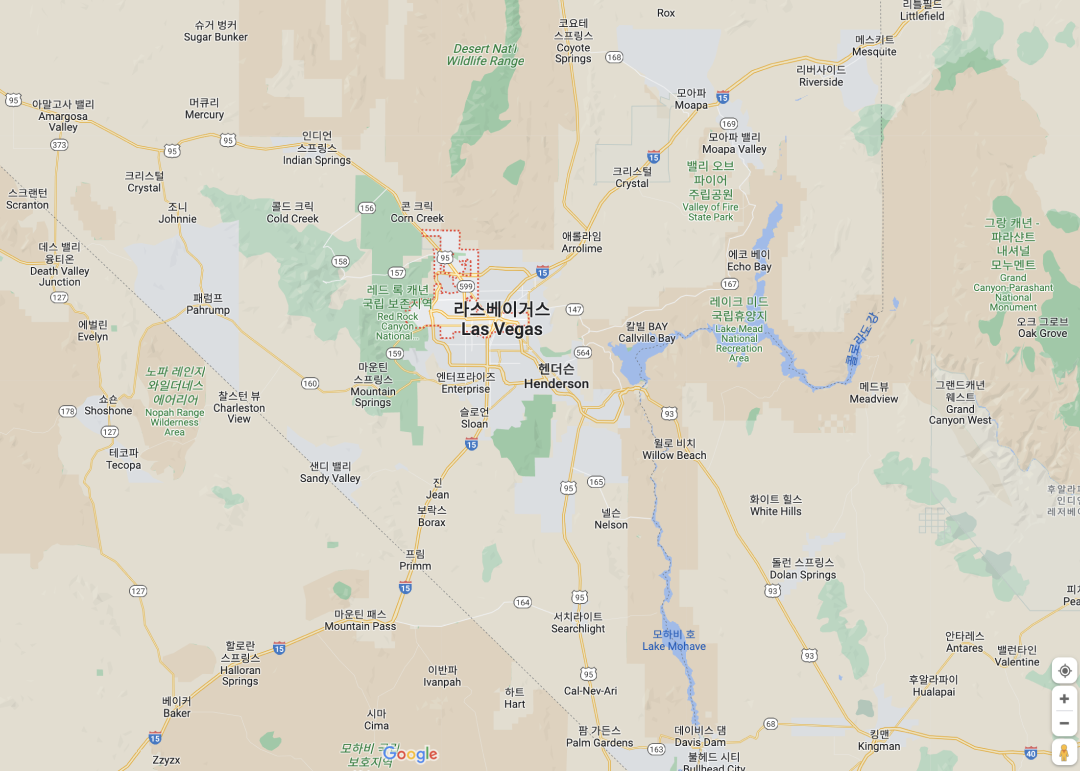 슈거 벙커
Sugar Bunker
Desert Nat'l
Wildlife Range
코요테
스프링스
Coyote
Springs
Rox
리틀필드
Littlefield
메스키트
Mesquite
168
리버사이드
Riverside
95
아말고사 밸리
Amargosa
Valley
머큐리
Mercury
모아파
Moapa
15
169
373
95
95
인디언
스프링스
Indian Springs
모아파 밸리
Moapa Valley
15
크리스털
Crystal
크리스털
Crystal
밸리 오브
파이어
주립공원
Valley of Fire
State Park
스크랜턴
Scranton
조니
Johnnie
콜드 크릭
Cold Creek
156
콘 크릭
Corn Creek
그랑 캐년 -
파라샨트
내셔널
모누멘트
Grand
Canyon-Parashant
National
Monument
데스 밸리
융티온
Death Valley
Junction
애롤라임
Arrolime
158
95
157
15
에코 베이
Echo Bay
127
599
167
패럼프
Pahrump
레드 록 캐년
국립 보존지역
Red Rock
Canyon
National
라스베이거스
Las Vegas
147
레이크 미드
국립휴양지
Lake Mead
National
Recreation
Area
콜로라도 강
에벌린
Evelyn
칼빌 BAY
Callville Bay
오크 그로브
Oak Grove
159
564
노파 레인지
와일더네스
에어리어
Nopah Range
Wilderness
Area
160
마운틴
스프링스
Mountain
Springs
엔터프라이즈
Enterprise
헨더슨
Henderson
메드뷰
Meadview
그랜드캐년
웨스트
Grand
Canyon West
178
쇼숀
Shoshone
찰스턴 뷰
Charleston
View
슬로언
Sloan
93
127
15
테코파
Tecopa
윌로 비치
Willow Beach
샌디 밸리
Sandy Valley
진
Jean
95
165
후알라파
인디언
레저베이
보락스
Borax
넬슨
Nelson
화이트 힐스
White Hills
프림
Primm
돌런 스프링스
Dolan Springs
127
15
164
95
93
피치
Pea
마운틴 패스
Mountain Pass
서치라이트
Searchlight
할로란
스프링스
Halloran
Springs
15
모하비 호
Lake Mohave
93
안타레스
Antares
밸런타인
Valentine
이반파
Ivanpah
95
하트
Hart
Cal-Nev-Ari
후알라파이
Hualapai
베이커
Baker
시마
Cima
팜 가든스
Palm Gardens
데이비스 댐
Davis Dam
68
킹맨
Kingman
15
Zzyzx
모하비
보호지역
Google
163
불헤드 시티
Bullhead City
40